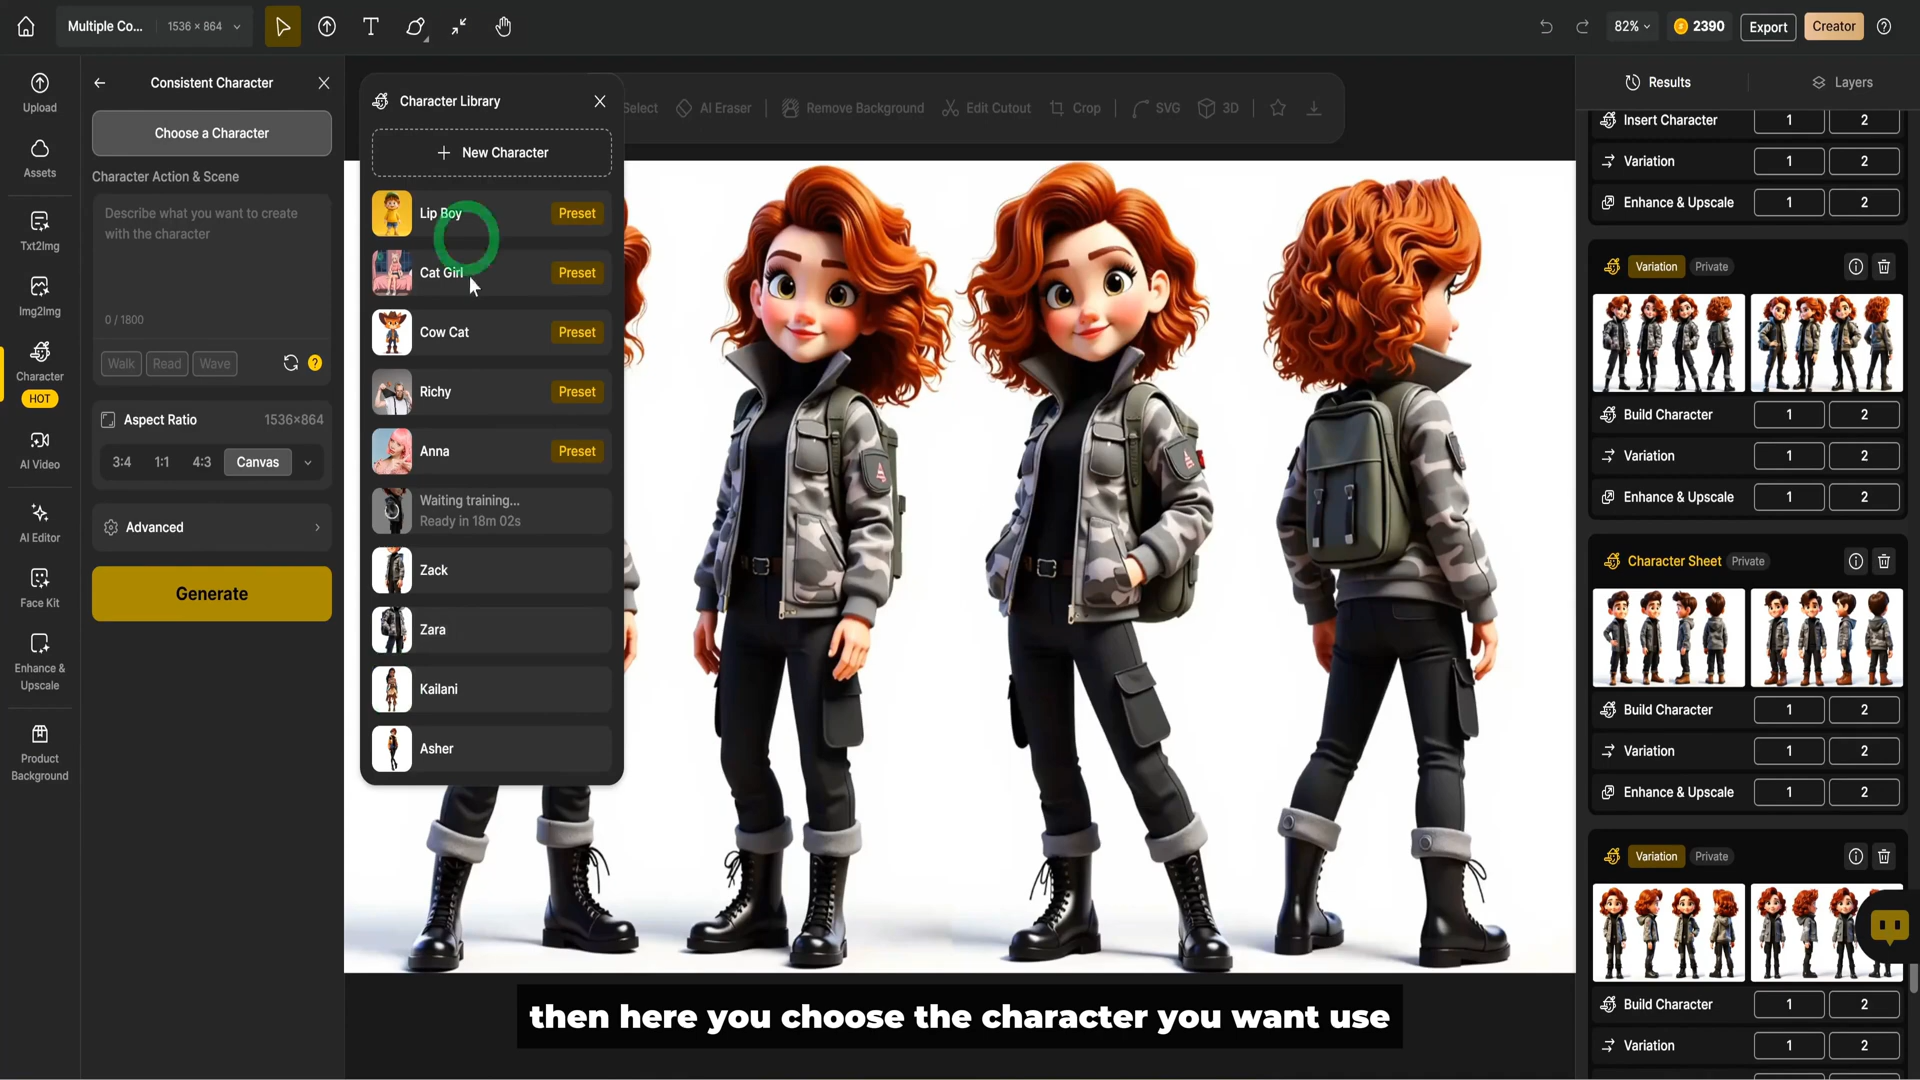 Multiple Co...
1536 × 864
82%
2390
Export
Creator
Upload
Assets
Txt2Img
Img2Img
Character
HOT
AI Video
AI Editor
Face Kit
Enhance &
Upscale
Product
Background
Consistent Character
Choose a Character
Character Action & Scene
Describe what you want to create
with the character
0 / 1800
Walk
Read
Wave
?
Aspect Ratio
1536×864
3:4
1:1
4:3
Canvas
Advanced
Generate
Character Library
+ New Character
Lip Boy
Preset
Cat Girl
Preset
Cow Cat
Preset
Richy
Preset
Anna
Preset
Waiting training...
Ready in 18m 02s
Zack
Zara
Kailani
Asher
Select
AI Eraser
Remove Background
Edit Cutout
Crop
SVG
3D
then here you choose the character you want use
Results
Layers
Insert Character
1
2
Variation
1
2
Enhance & Upscale
1
2
Variation
Private
Build Character
1
2
Variation
1
2
Enhance & Upscale
1
2
Character Sheet
Private
Build Character
1
2
Variation
1
2
Enhance & Upscale
1
2
Variation
Private
Build Character
1
2
Variation
1
2